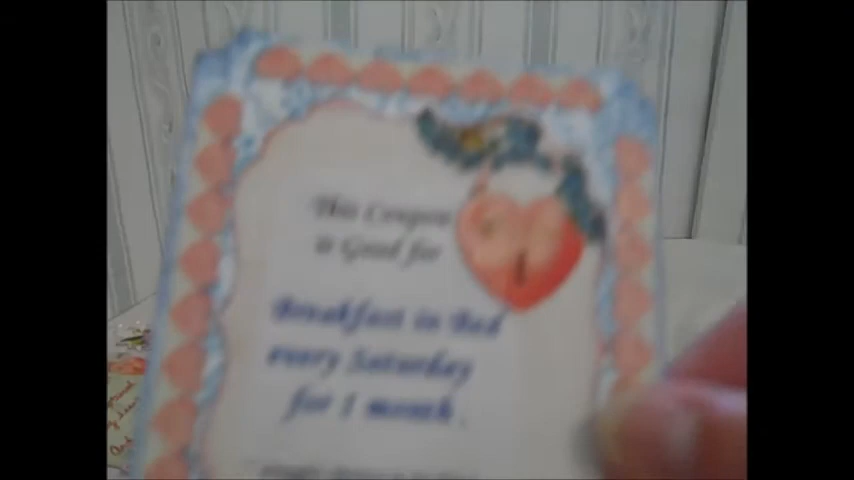 This Coupon
is Good for
Breakfast in Bed
every Saturday
for 1 month.